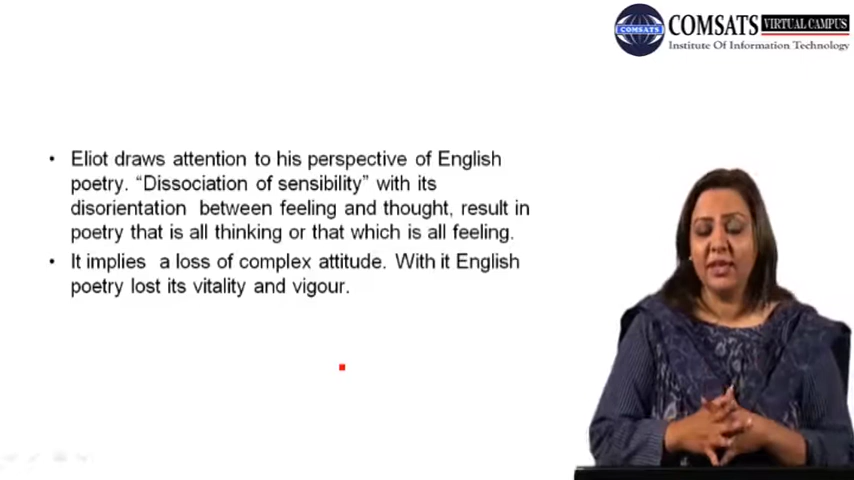 COMSATS VIRTUAL CAMPUS
COMSATS
Institute Of Information Technology
• Eliot draws attention to his perspective of English
poetry. “Dissociation of sensibility” with its
disorientation between feeling and thought, result in
poetry that is all thinking or that which is all feeling.
• It implies a loss of complex attitude. With it English
poetry lost its vitality and vigour.